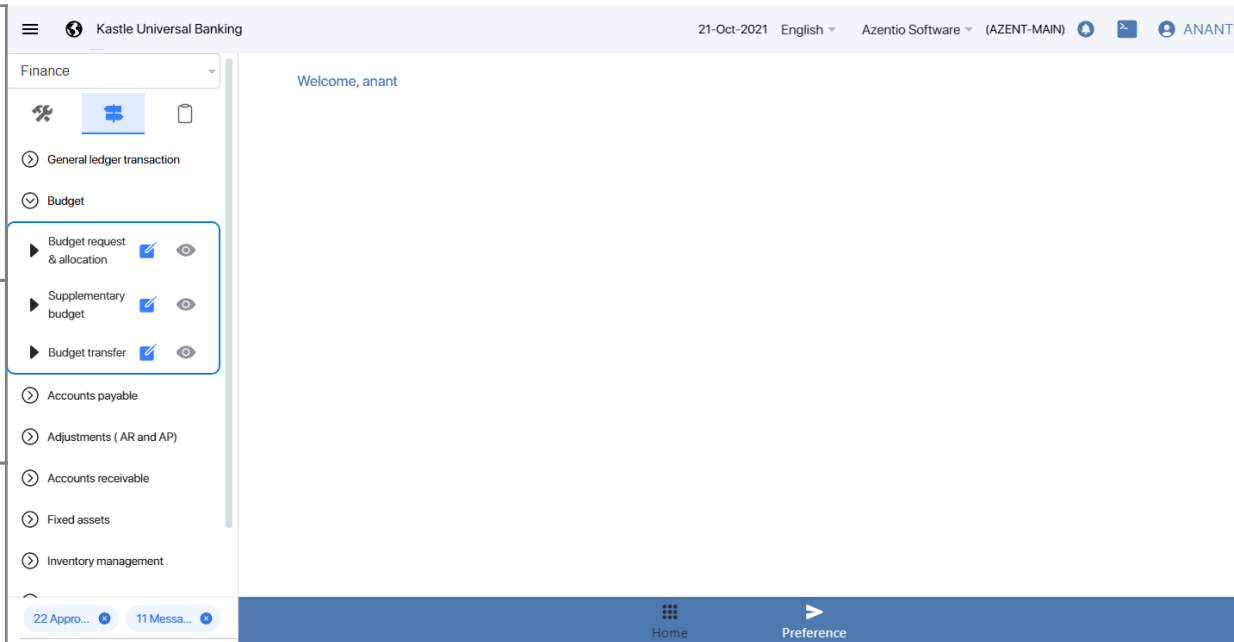 Kastle Universal Banking
21-Oct-2021 English Azentio Software (AZENT-MAIN) ANANT
Finance
Welcome, anant
General ledger transaction
Budget
Budget request
& allocation
Supplementary
budget
Budget transfer
Accounts payable
Adjustments ( AR and AP)
Accounts receivable
Fixed assets
Inventory management
22 Appro... 11 Messa...
Home Preference